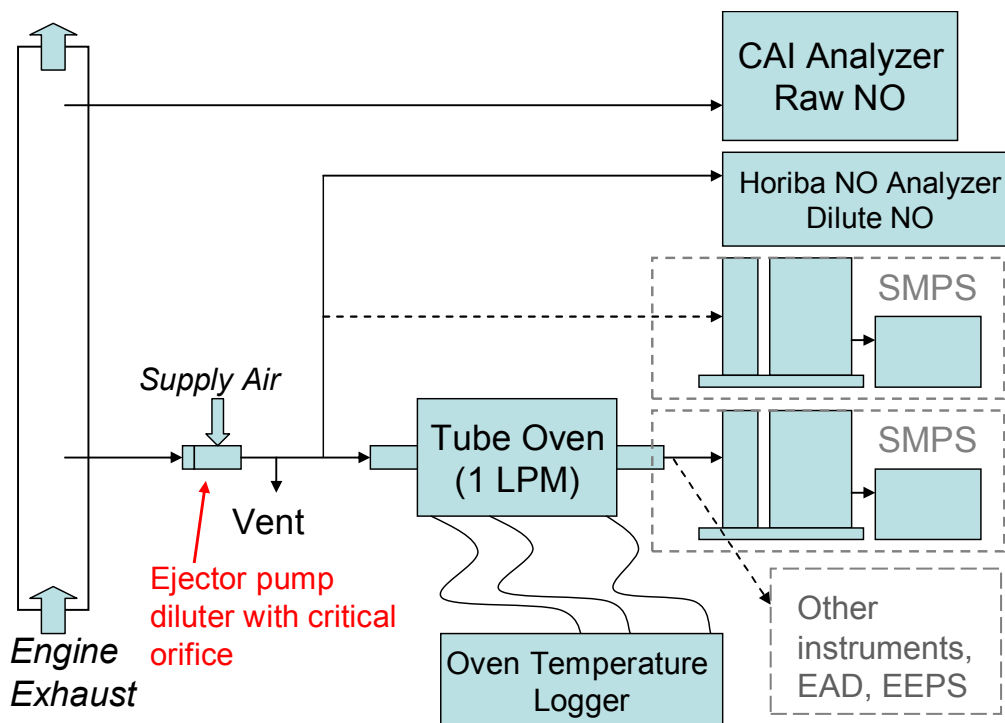 CAI Analyzer
Raw NO
Horiba NO Analyzer
Dilute NO
SMPS
Supply Air
Tube Oven
(1 LPM)
SMPS
Vent
Ejector pump
diluter with critical
orifice
Other
instruments,
EAD, EEPS
Engine
Exhaust
Oven Temperature
Logger